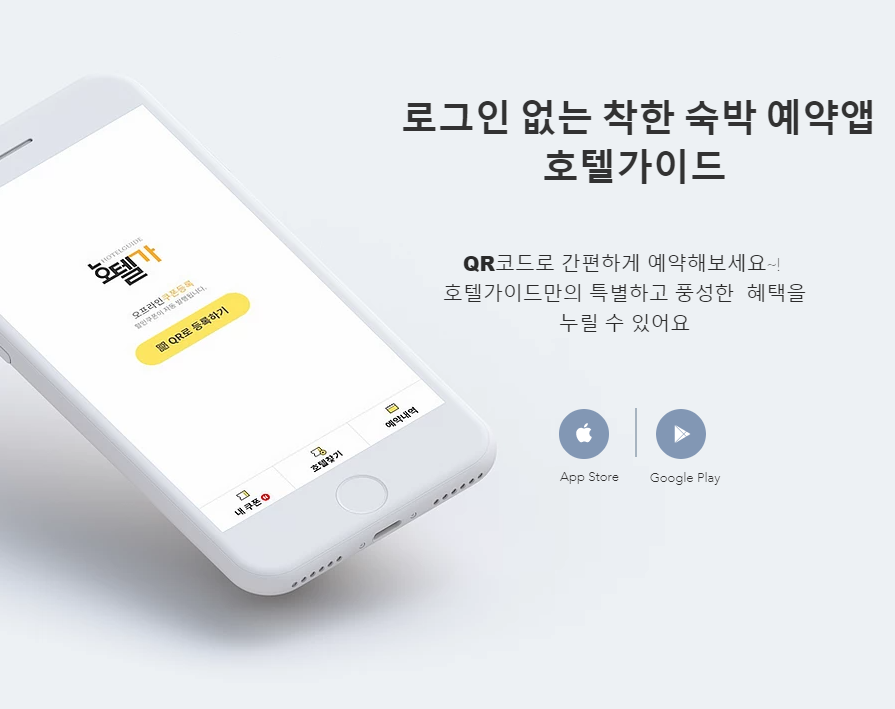 로그인 없는 착한 숙박 예약앱
호텔가이드
QR코드로 간편하게 예약해보세요~!
호텔가이드만의 특별하고 풍성한  혜택을
누릴 수 있어요
App Store
Google Play
HOTELGUIDE
호텔가
오프라인쿠폰등록
할인쿠폰이 자동 발행됩니다.
QR로 등록하기
내 쿠폰
호텔찾기
예약내역